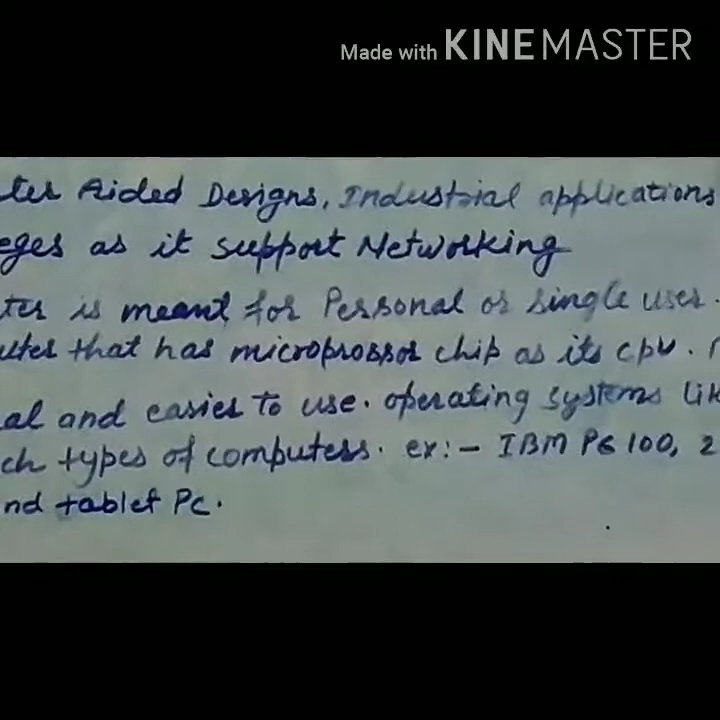 Made with KINEMASTER
ter Aided Designs, Industrial applications
eges as it support Networking
ter is meant for Personal or single user.
uter that has microprossor chip as its cpu.
al and easier to use. operating systems Lik
ch types of computers. ex:- IBM PC 100, 2
nd tablet Pc.